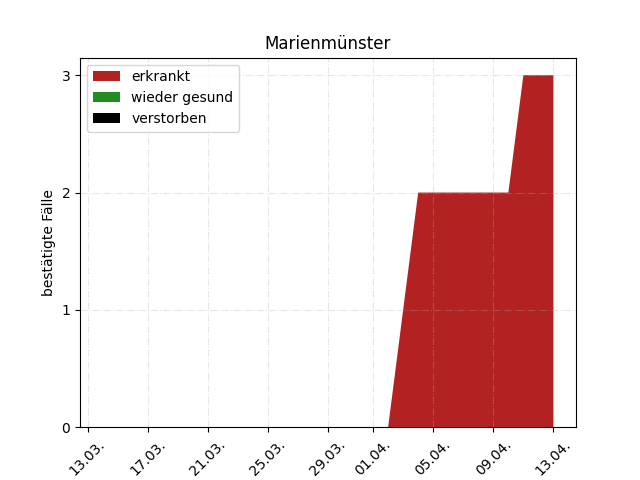 Marienmünster
erkrankt
wieder gesund
verstorben
bestätigte Fälle
3
2
1
0
13.03.
17.03.
21.03.
25.03.
29.03.
01.04.
05.04.
09.04.
13.04.